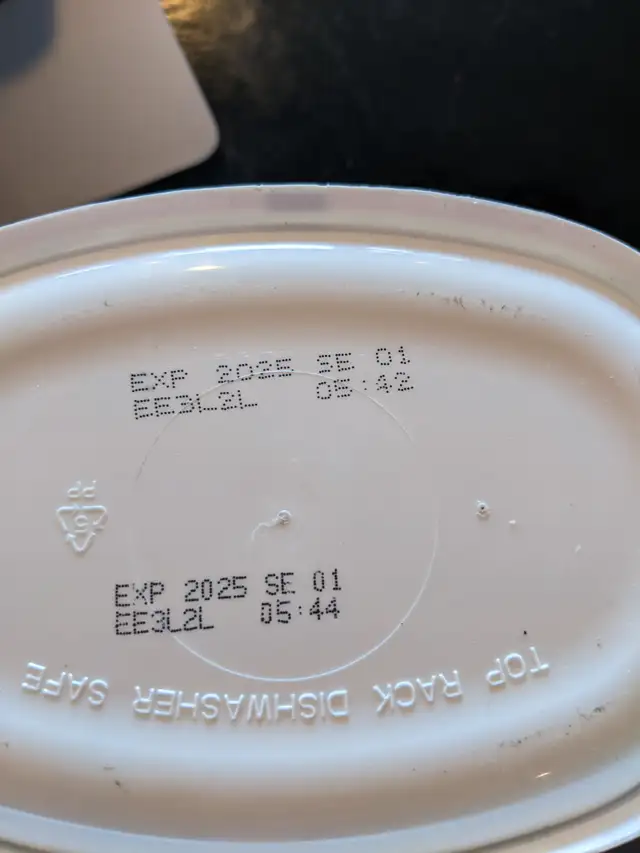 EXP 2025 SE 01
EE3L2L 05:42
PP
EXP 2025 SE 01
EE3L2L 05:44
TOP RACK DISHWASHER SAFE